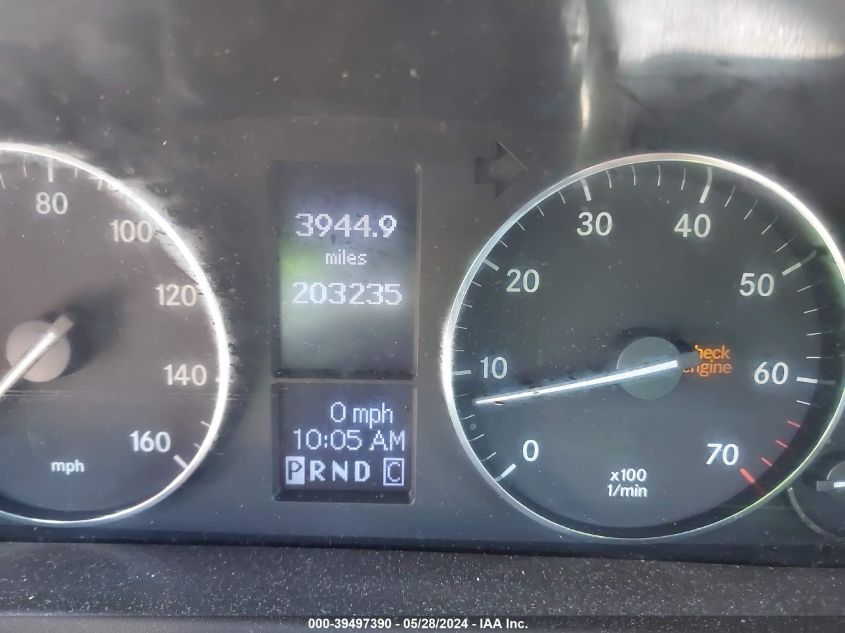 80
100
120
140
160
mph
3944.9
miles
203235
0 mph
10:05 AM
P R N D C
0
10
20
30
40
50
60
70
x100
1/min
heck
engine
000-39497390 - 05/28/2024 - IAA Inc.